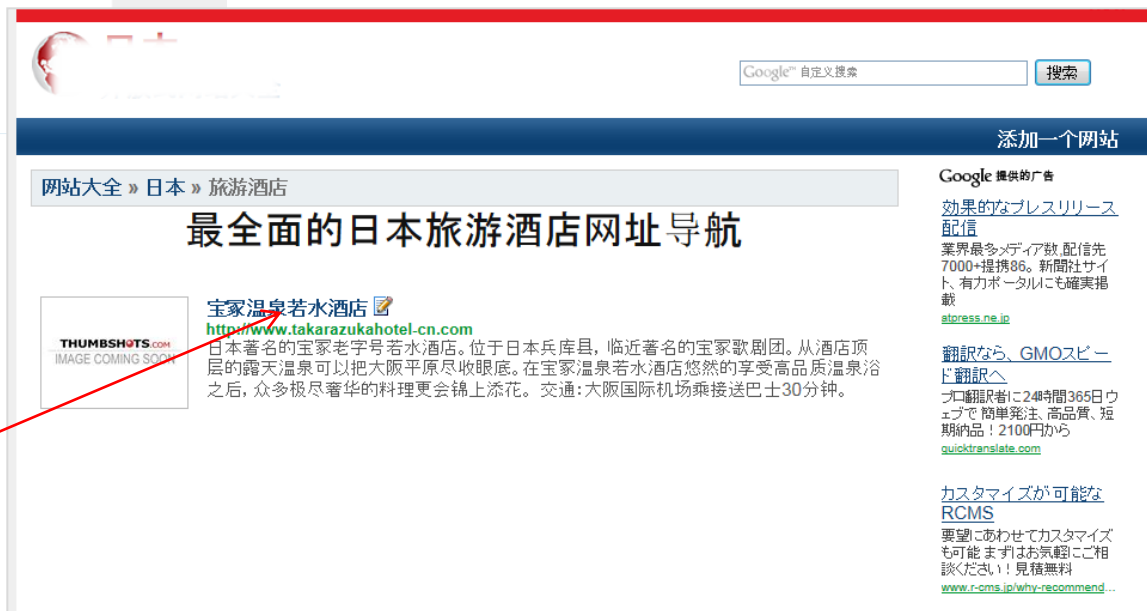 Google™ 自定义搜索
搜索
添加一个网站
网站大全 » 日本 » 旅游酒店
最全面的日本旅游酒店网址导航
THUMBSHOTS.COM
IMAGE COMING SOON
宝冢温泉若水酒店
http://www.takarazukahotel-cn.com
日本著名的宝冢老字号若水酒店。位于日本兵库县，临近著名的宝冢歌剧团。从酒店顶
层的露天温泉可以把大阪平原尽收眼底。在宝冢温泉若水酒店悠然的享受高品质温泉浴
之后，众多极尽奢华的料理更会锦上添花。交通:大阪国际机场乘接送巴士30分钟。
Google 提供的广告
効果的なプレスリリース
配信
業界最多メディア数,配信先
7000+提携86。新聞社サイ
ト、有力ポータルにも確実掲
載
atpress.ne.jp
翻訳なら、GMOスピー
ド翻訳へ
プロ翻訳者に24時間365日ウ
ェブで 簡単発注、高品質、短
期納品！2100円から
quicktranslate.com
カスタマイズが可能な
RCMS
要望にあわせてカスタマイズ
も可能 まずはお気軽にご相
談ください！見積無料
www.r-cms.jp/why-recommend...